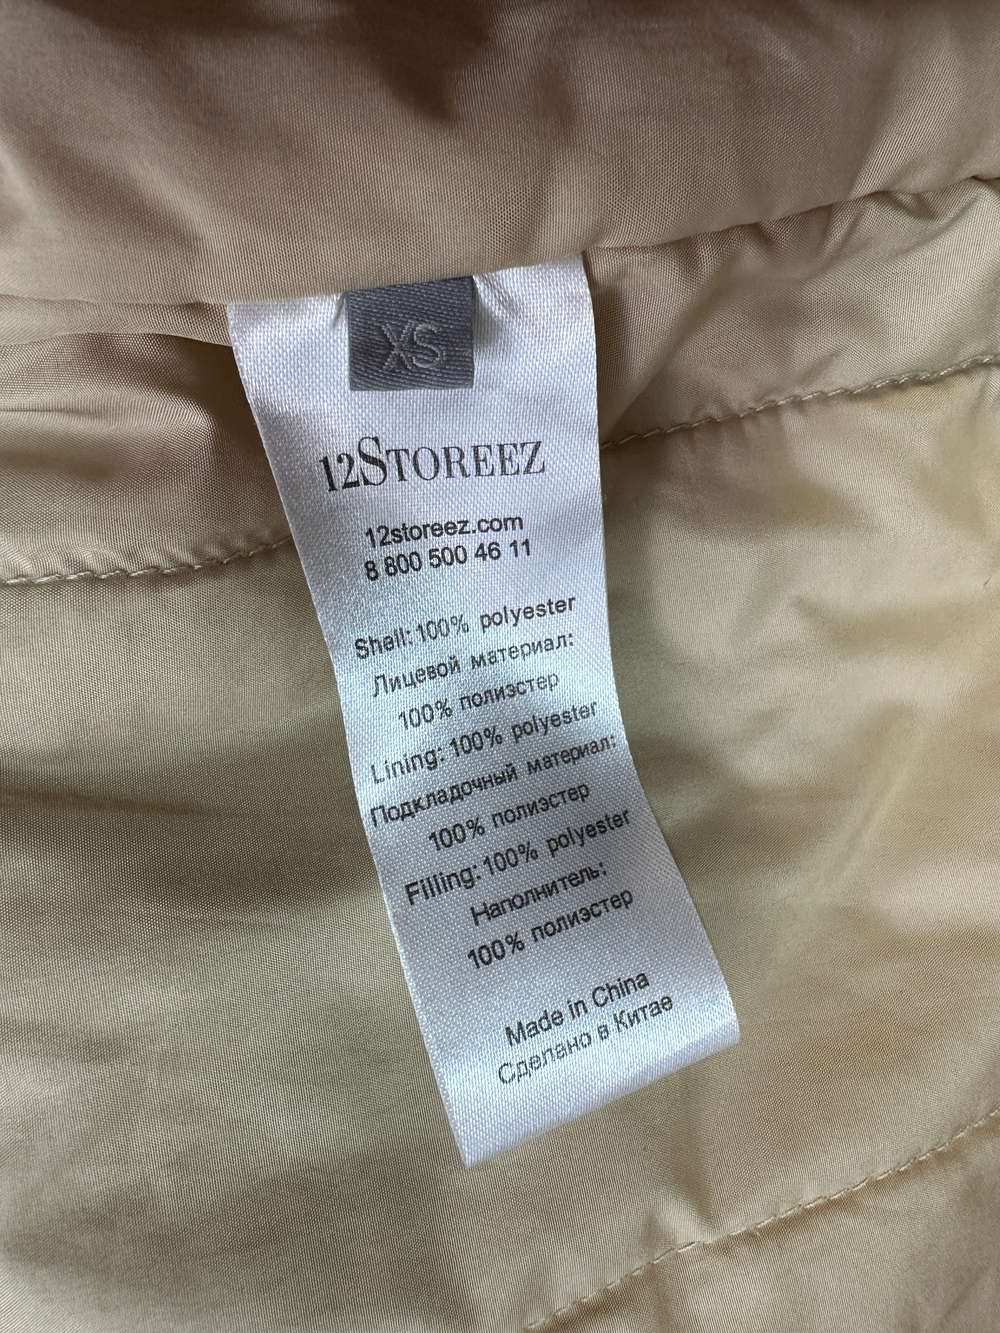 XS
12STOREEZ
12storeez.com
8 800 500 46 11
Shell: 100% polyester
Лицевой материал:
100% полиэстер
Lining: 100% polyester
Подкладочный материал:
100% полиэстер
Filling: 100% polyester
Наполнитель:
100% полиэстер
Made in China
Сделано в Китае